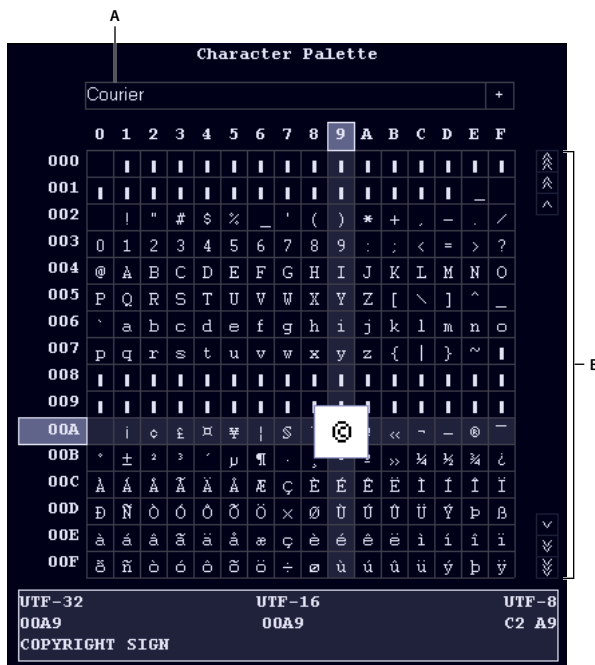 A
Character Palette
Courier +
0 1 2 3 4 5 6 7 8 9 A B C D E F
000
001 _
002 ! " # $ % _ ' ( ) * + , - . /
003 0 1 2 3 4 5 6 7 8 9 : ; < = > ?
004 @ A B C D E F G H I J K L M N O
005 P Q R S T U V W X Y Z [ \ ] ^ _
006 ` a b c d e f g h i j k l m n o
007 p q r s t u v w x y z { | } ~
B
008
009
00A ¡ ¢ £ ¤ ¥ ¦ § © « ¬ – ® ¯
00B ° ± ² ³ ´ µ ¶ · » ¼ ½ ¾ ¿
00C À Á Â Ã Ä Å Æ Ç È É Ê Ë Ì Í Î Ï
00D Ð Ñ Ò Ó Ô Õ Ö × Ø Ù Ú Û Ü Ý Þ ß
00E à á â ã ä å æ ç è é ê ë ì í î ï
00F ð ñ ò ó ô õ ö ÷ ø ù ú û ü ý þ ÿ
UTF-32 UTF-16 UTF-8
00A9 00A9 C2 A9
COPYRIGHT SIGN